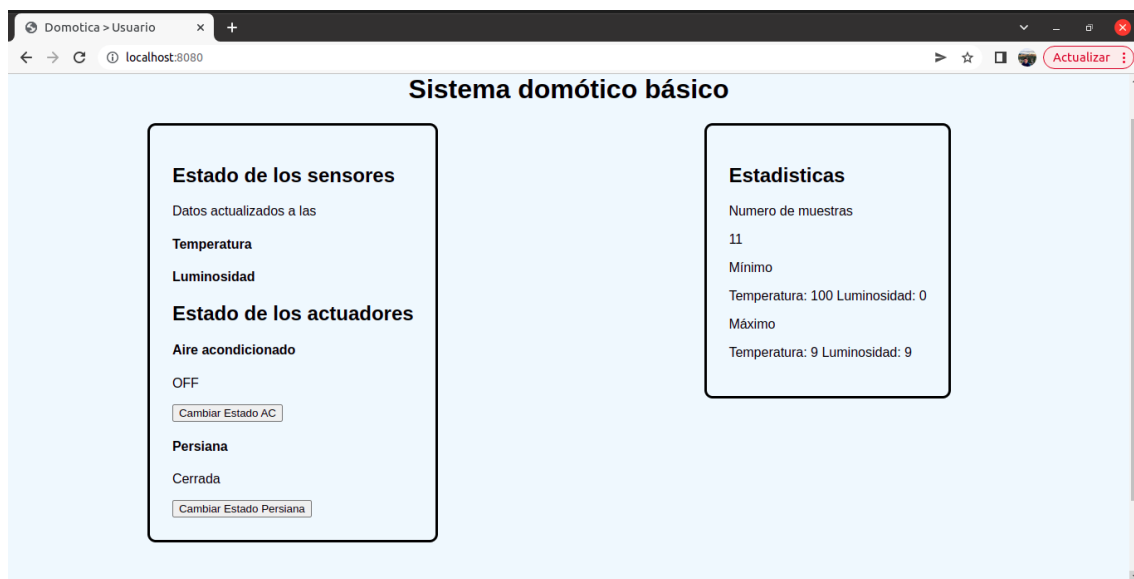 Domotica > Usuario
localhost:8080
Actualizar
Sistema domótico básico
Estado de los sensores
Datos actualizados a las
Temperatura
Luminosidad
Estado de los actuadores
Aire acondicionado
OFF
Cambiar Estado AC
Persiana
Cerrada
Cambiar Estado Persiana
Estadisticas
Numero de muestras
11
Mínimo
Temperatura: 100 Luminosidad: 0
Máximo
Temperatura: 9 Luminosidad: 9